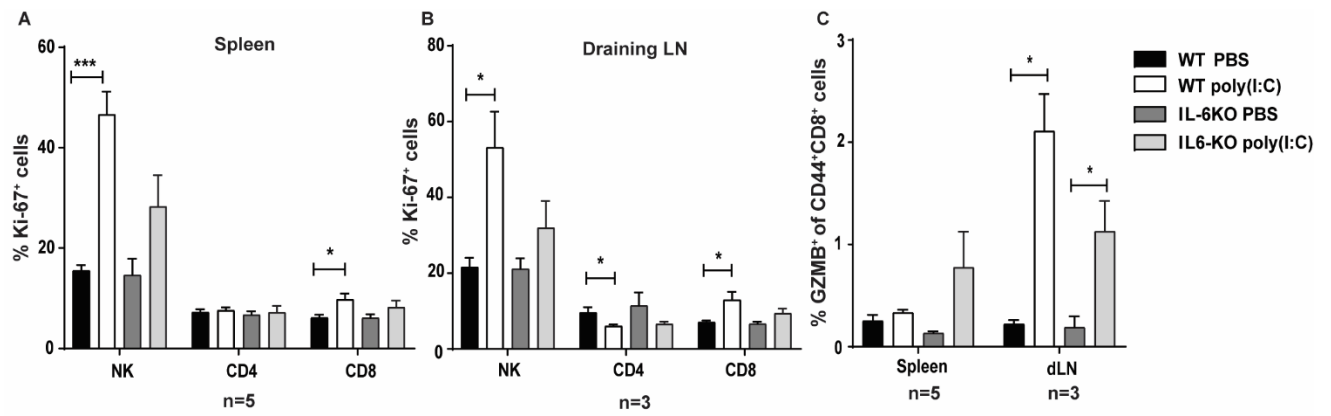 A
Spleen
% Ki-67⁺ cells
60
40
20
0
***
*
NK CD4 CD8
n=5
B
Draining LN
% Ki-67⁺ cells
80
60
40
20
0
*
*
*
NK CD4 CD8
n=3
C
% GZMB⁺ of CD44⁺CD8⁺ cells
3
2
1
0
*
*
Spleen dLN
n=5 n=3
WT PBS
WT poly(I:C)
IL-6KO PBS
IL6-KO poly(I:C)